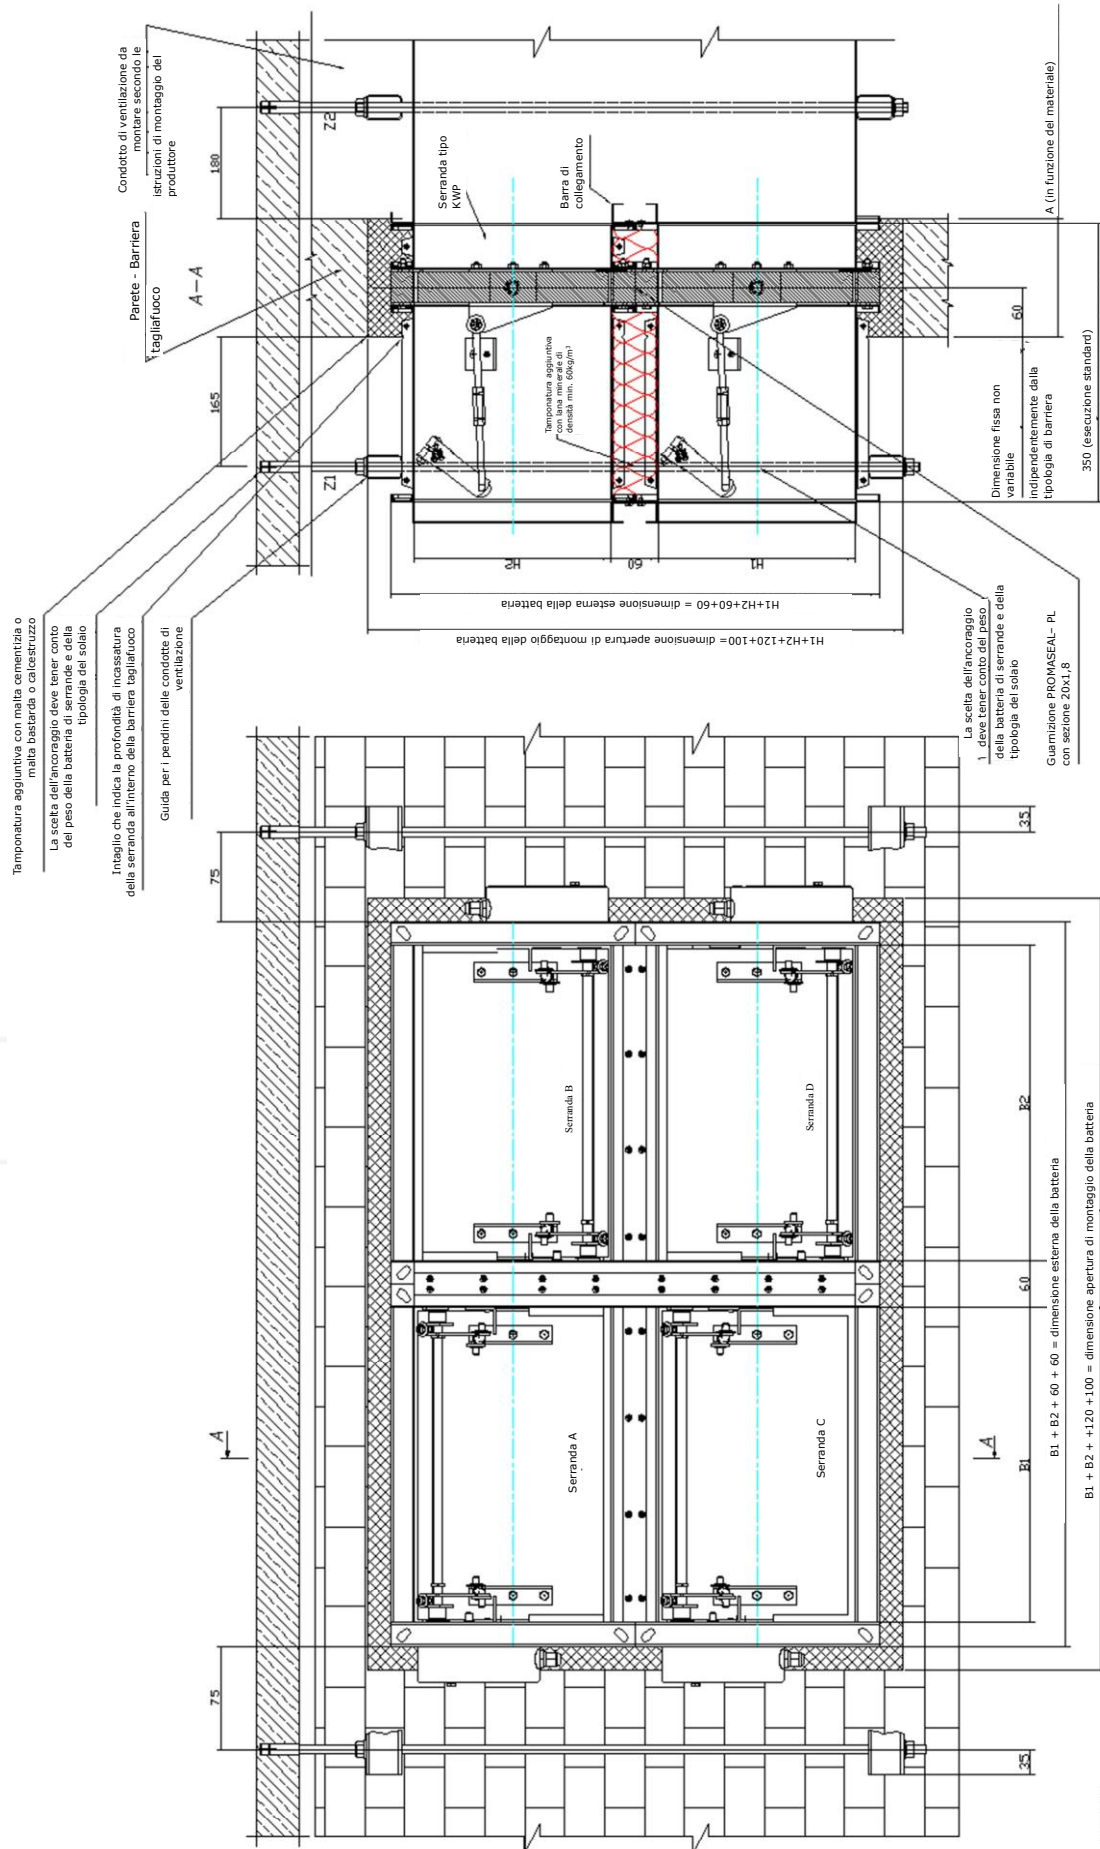 Condotto di ventilazione da
montare secondo le
istruzioni di montaggio del
produttore
Parete - Barriera
tagliafuoco
A-A
180
165
Z2
Z1
Serranda tipo
KWP
Barra di
collegamento
Tamponatura aggiuntiva
con lana minerale di
densità min. 60kg/m³
A (in funzione del materiale)
60
Dimensione fissa non
variabile
indipendentemente dalla
tipologia di barriera
350 (esecuzione standard)
H2
60
H1
H1+H2+60+60 = dimensione esterna della batteria
H1+H2+120+100= dimensione apertura di montaggio della batteria
Tamponatura aggiuntiva con malta cementizia o
malta bastarda o calcestruzzo
La scelta dell'ancoraggio deve tener conto
del peso della batteria di serrande e della
tipologia del solaio
Intaglio che indica la profondità di incassatura
della serranda all'interno della barriera tagliafuoco
Guida per i pendini delle condotte di
ventilazione
La scelta dell'ancoraggio
deve tener conto del peso
della batteria di serrande e della
tipologia del solaio
Guarnizione PROMASEAL- PL
con sezione 20x1,8
75
35
Serranda B
Serranda D
B2
60
B1
Serranda A
Serranda C
A
A
75
35
B1 + B2 + 60 + 60 = dimensione esterna della batteria
B1 + B2 + +120 +100 = dimensione apertura di montaggio della batteria